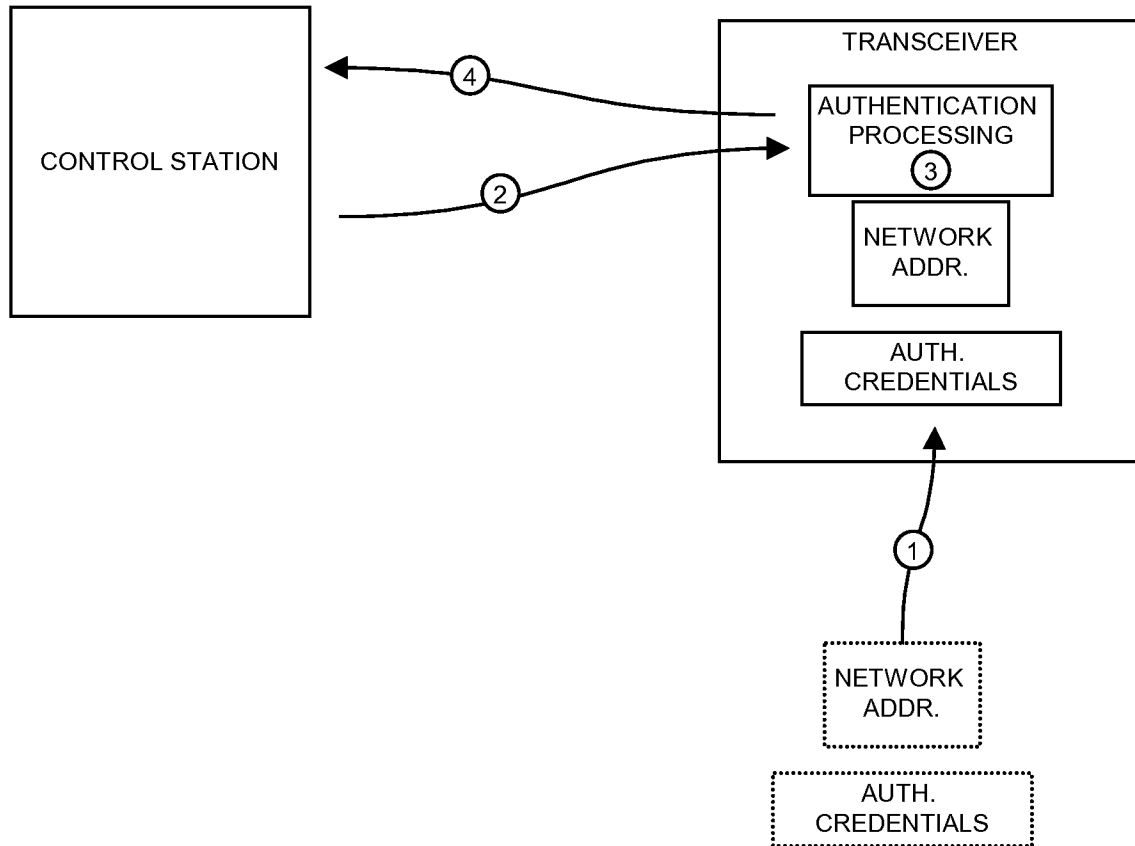 TRANSCEIVER
4
AUTHENTICATION
PROCESSING
3
CONTROL STATION
2
NETWORK
ADDR.
AUTH.
CREDENTIALS
1
NETWORK
ADDR.
AUTH.
CREDENTIALS